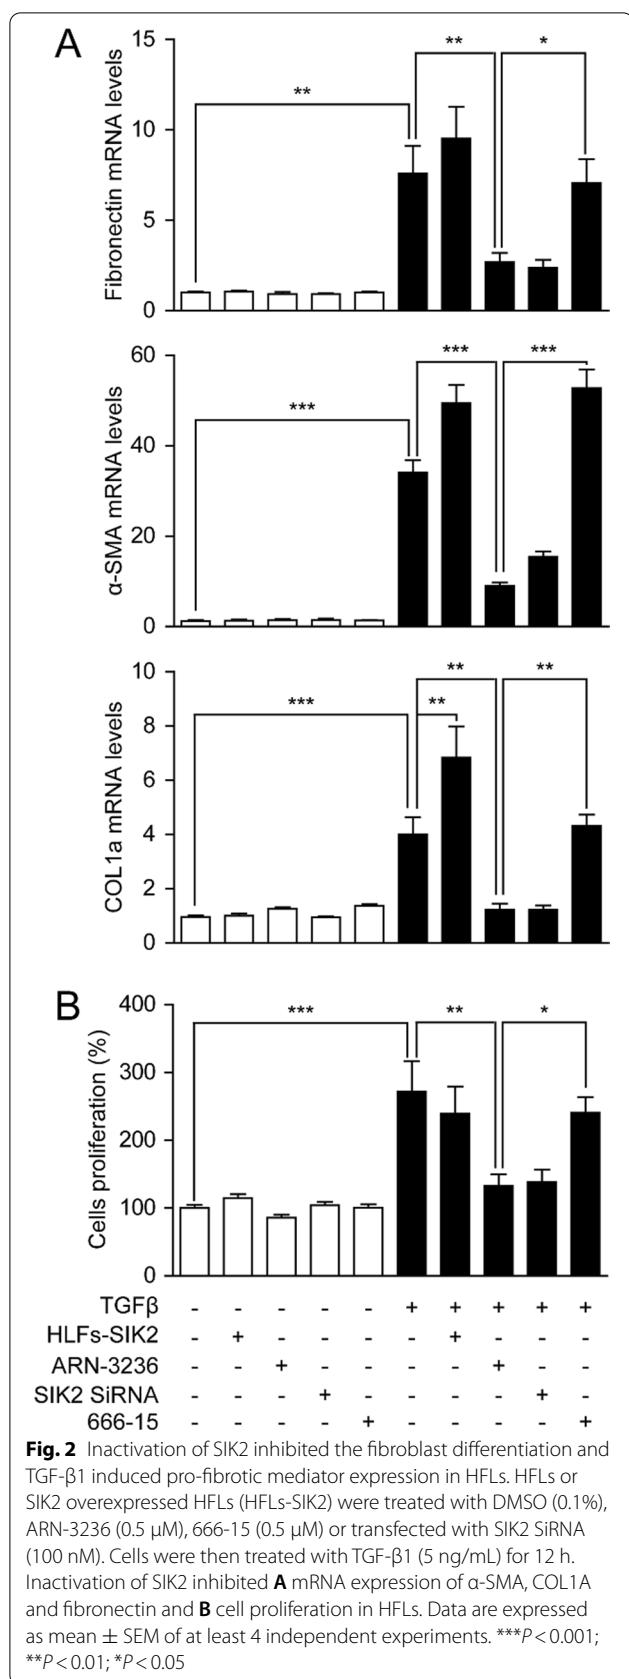 A
Fibronectin mRNA levels
15
10
5
0
**
**
*
α-SMA mRNA levels
60
40
20
0
***
***
***
COL1a mRNA levels
10
8
6
4
2
0
***
**
**
**
B
Cells proliferation (%)
400
300
200
100
0
***
**
*
TGFβ - - - - - + + + + +
HLFs-SIK2 - + - - - - + - - -
ARN-3236 - - + - - - - + - -
SIK2 SiRNA - - - + - - - - + -
666-15 - - - - + - - - - +
Fig. 2 Inactivation of SIK2 inhibited the fibroblast differentiation and
TGF-β1 induced pro-fibrotic mediator expression in HFLs. HFLs or
SIK2 overexpressed HFLs (HFLs-SIK2) were treated with DMSO (0.1%),
ARN-3236 (0.5 μM), 666-15 (0.5 μM) or transfected with SIK2 SiRNA
(100 nM). Cells were then treated with TGF-β1 (5 ng/mL) for 12 h.
Inactivation of SIK2 inhibited A mRNA expression of α-SMA, COL1A
and fibronectin and B cell proliferation in HFLs. Data are expressed
as mean ± SEM of at least 4 independent experiments. ***P < 0.001;
**P < 0.01; *P < 0.05